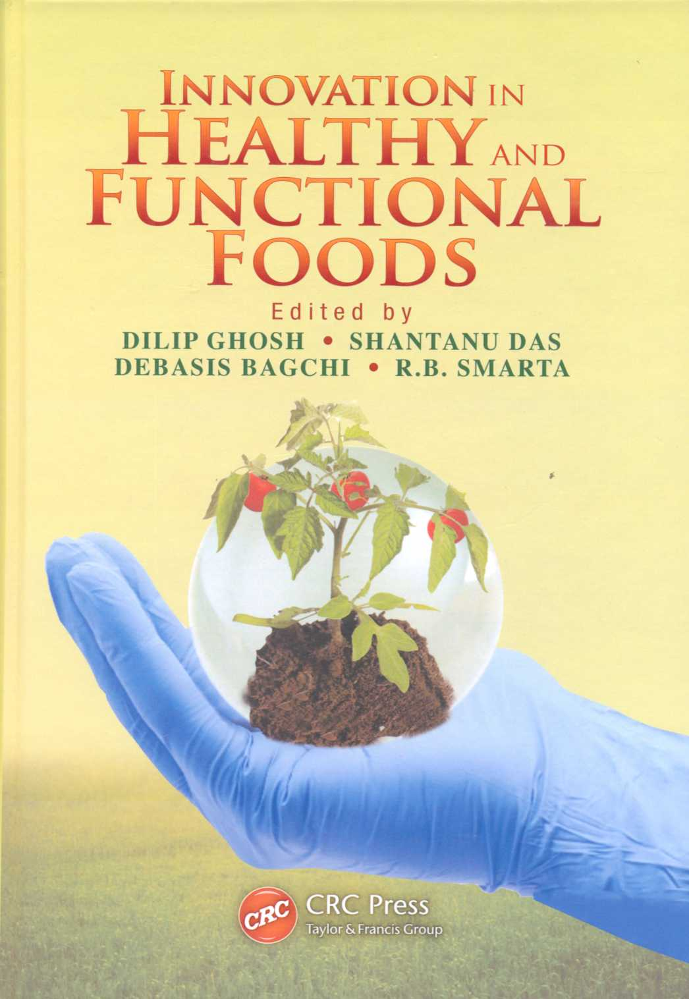 INNOVATION IN
HEALTHY AND
FUNCTIONAL
FOODS
Edited by
DILIP GHOSH • SHANTANU DAS
DEBASIS BAGCHI • R.B. SMARTA
CRC
CRC Press
Taylor & Francis Group